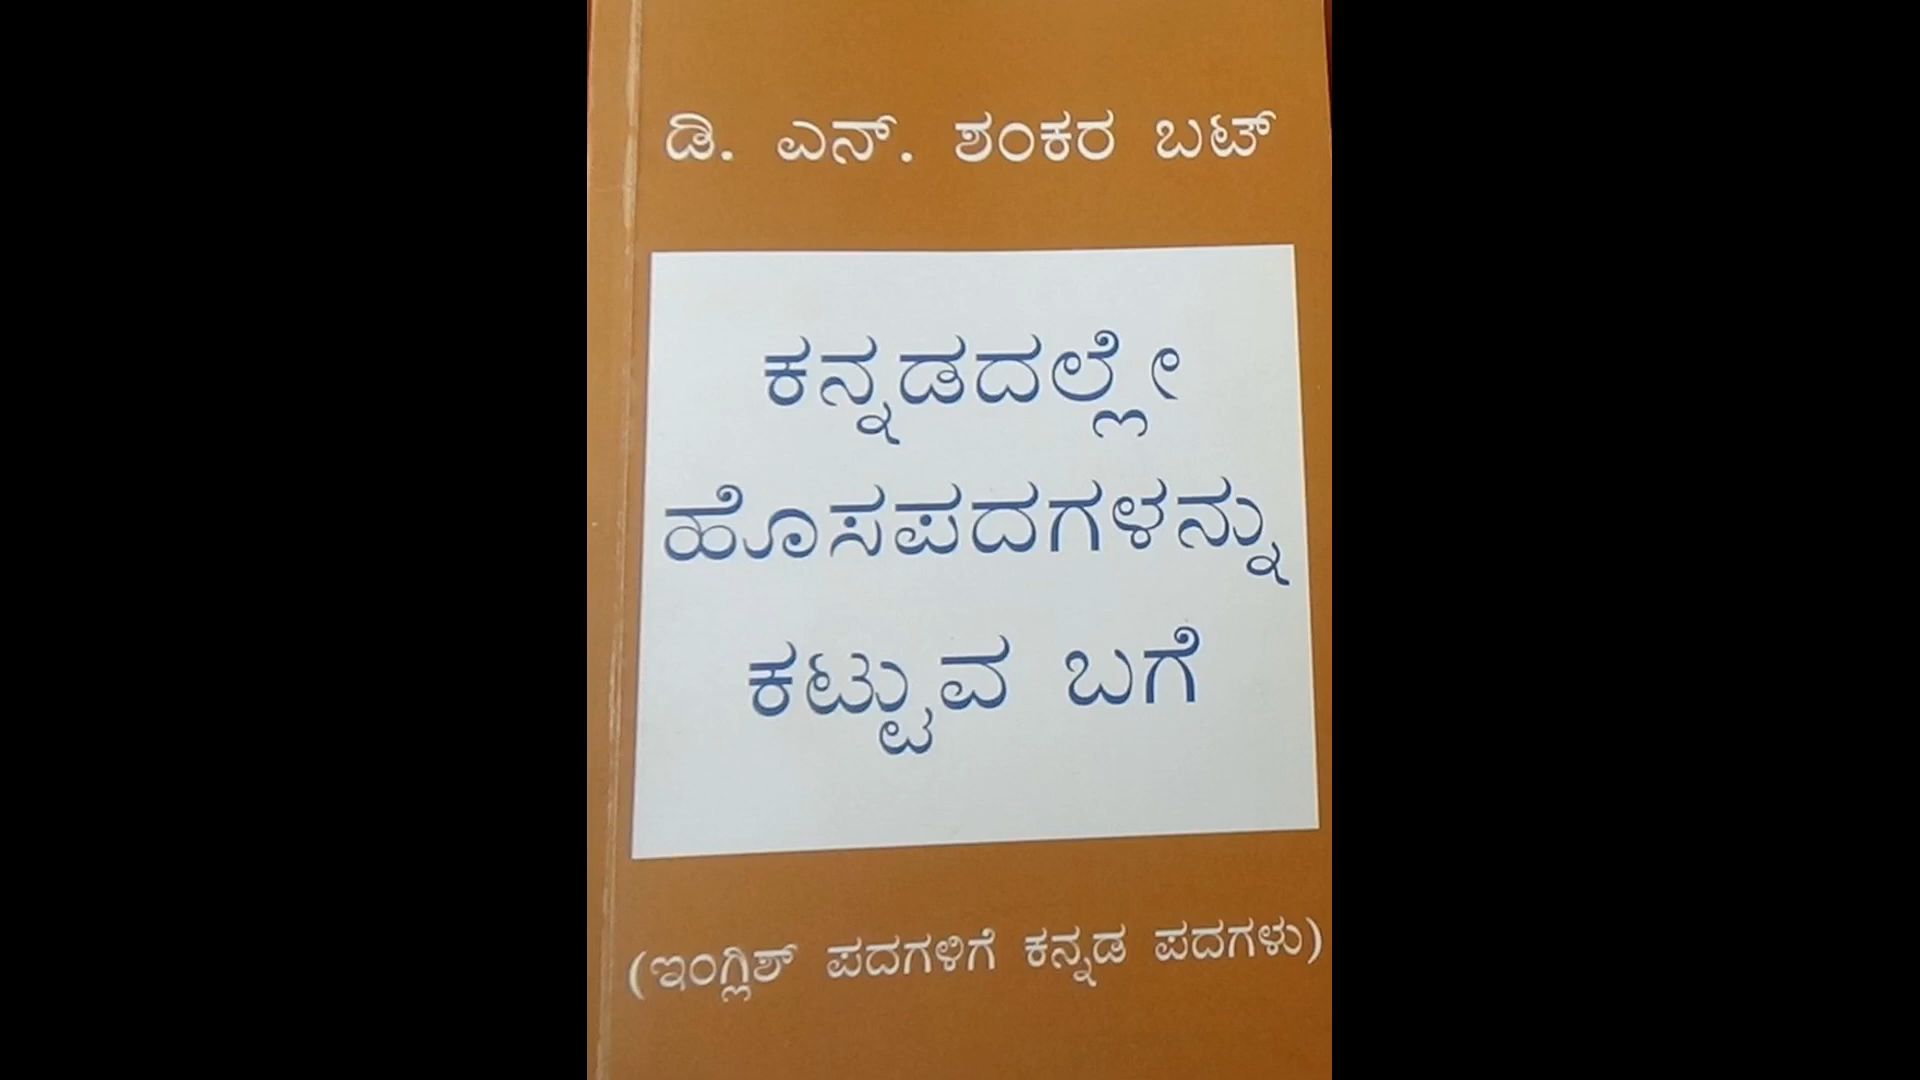 ಡಿ. ಎನ್. ಶಂಕರ ಬಟ್
ಕನ್ನಡದಲ್ಲೇ
ಹೊಸಪದಗಳನ್ನು
ಕಟ್ಟುವ ಬಗೆ
(ಇಂಗ್ಲಿಶ್ ಪದಗಳಿಗೆ ಕನ್ನಡ ಪದಗಳು)